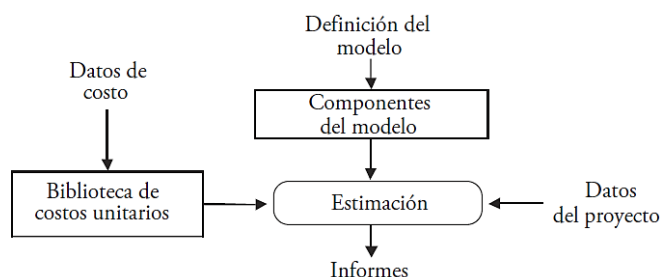 Definición del
modelo
Datos de
costo
Componentes
del modelo
Biblioteca de
costos unitarios
Estimación
Datos
del proyecto
Informes